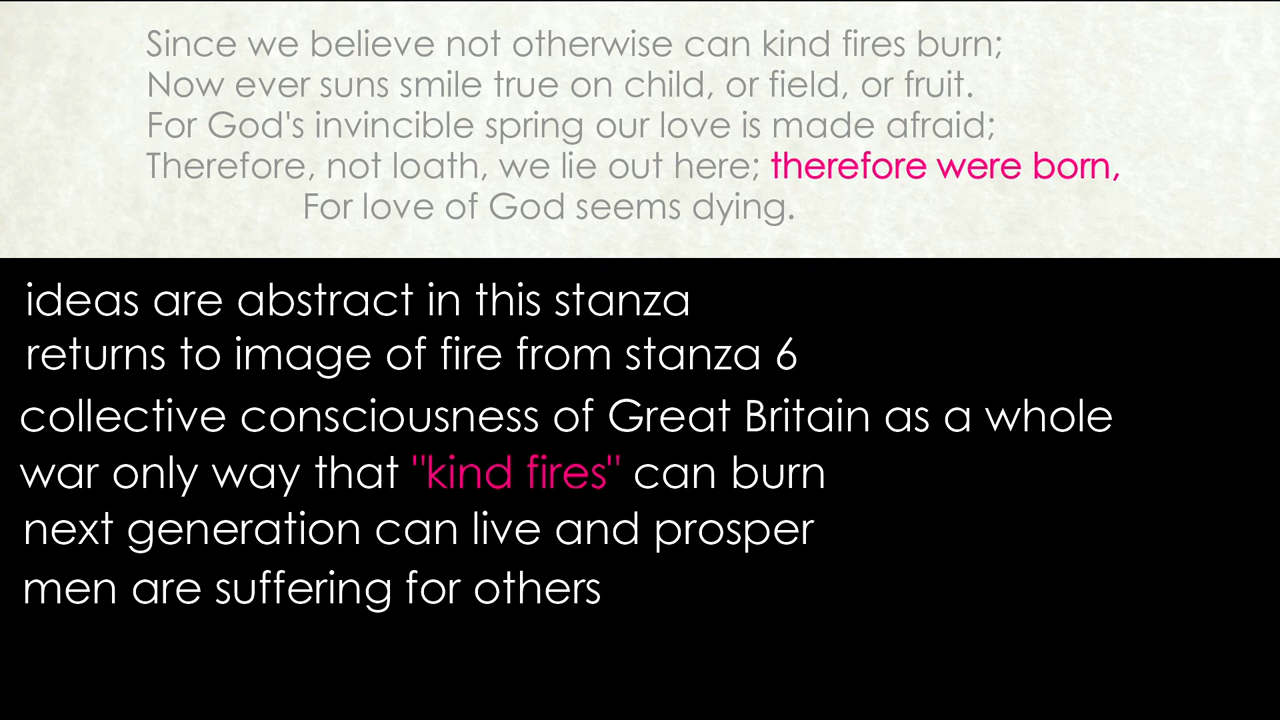 Since we believe not otherwise can kind fires burn;
Now ever suns smile true on child, or field, or fruit.
For God's invincible spring our love is made afraid;
Therefore, not loath, we lie out here; therefore were born,
For love of God seems dying.
ideas are abstract in this stanza
returns to image of fire from stanza 6
collective consciousness of Great Britain as a whole
war only way that "kind fires" can burn
next generation can live and prosper
men are suffering for others